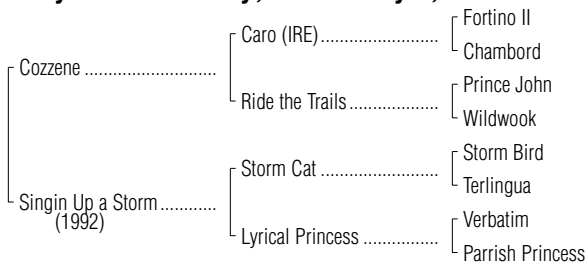 Caro (IRE)
Fortino II
Chambord
Cozzene
Ride the Trails
Prince John
Wildwook
Storm Cat
Storm Bird
Terlingua
Singin Up a Storm
(1992)
Lyrical Princess
Verbatim
Parrish Princess